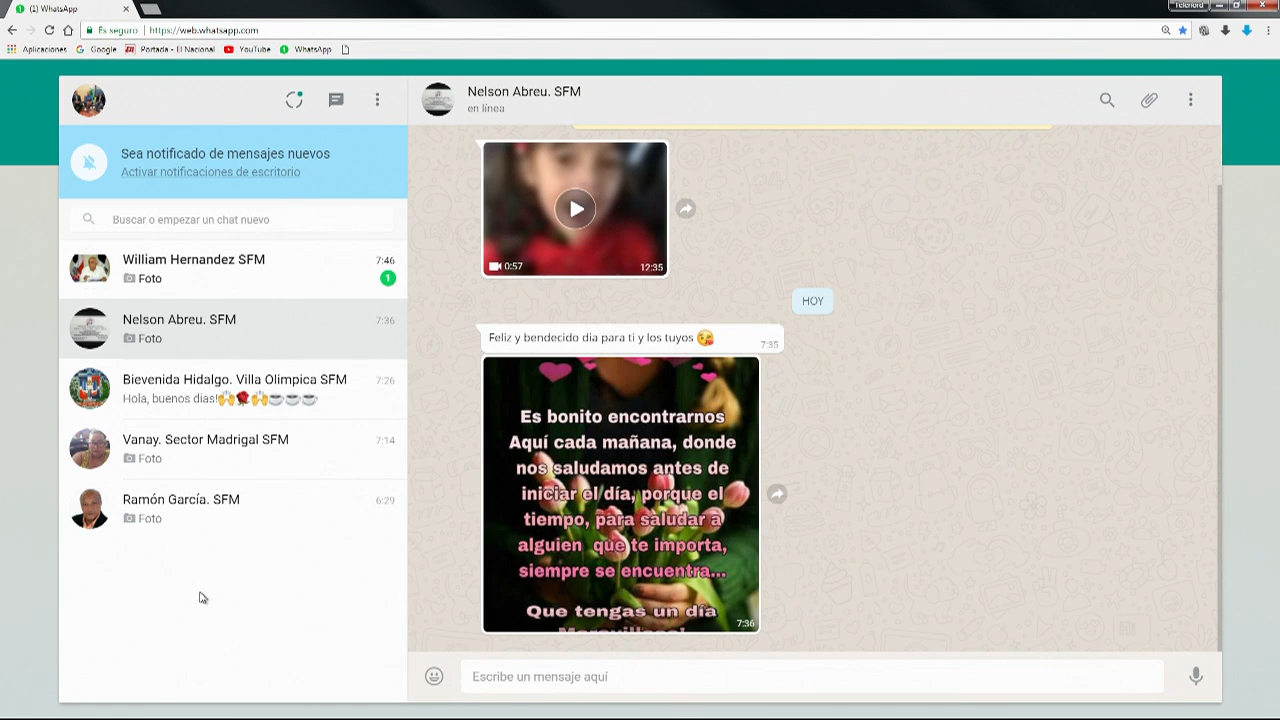 (1) WhatsApp
Telenord
Es seguro | https://web.whatsapp.com
Aplicaciones Google Portada - El Nacional YouTube WhatsApp
Nelson Abreu. SFM
en línea
Sea notificado de mensajes nuevos
Activar notificaciones de escritorio
Buscar o empezar un chat nuevo
William Hernandez SFM 7:46
Foto 1
Nelson Abreu. SFM 7:36
Foto
Bievenida Hidalgo. Villa Olimpica SFM 7:26
Hola, buenos dias!🙌🌹🙌☕☕☕
Vanay. Sector Madrigal SFM 7:14
Foto
Ramón García. SFM 6:29
Foto
0:57 12:35
HOY
Feliz y bendecido dia para ti y los tuyos 😘
7:35
Es bonito encontrarnos
Aquí cada mañana, donde
nos saludamos antes de
iniciar el día, porque el
tiempo, para saludar a
alguien que te importa,
siempre se encuentra...
Que tengas un día
7:36
Escribe un mensaje aquí